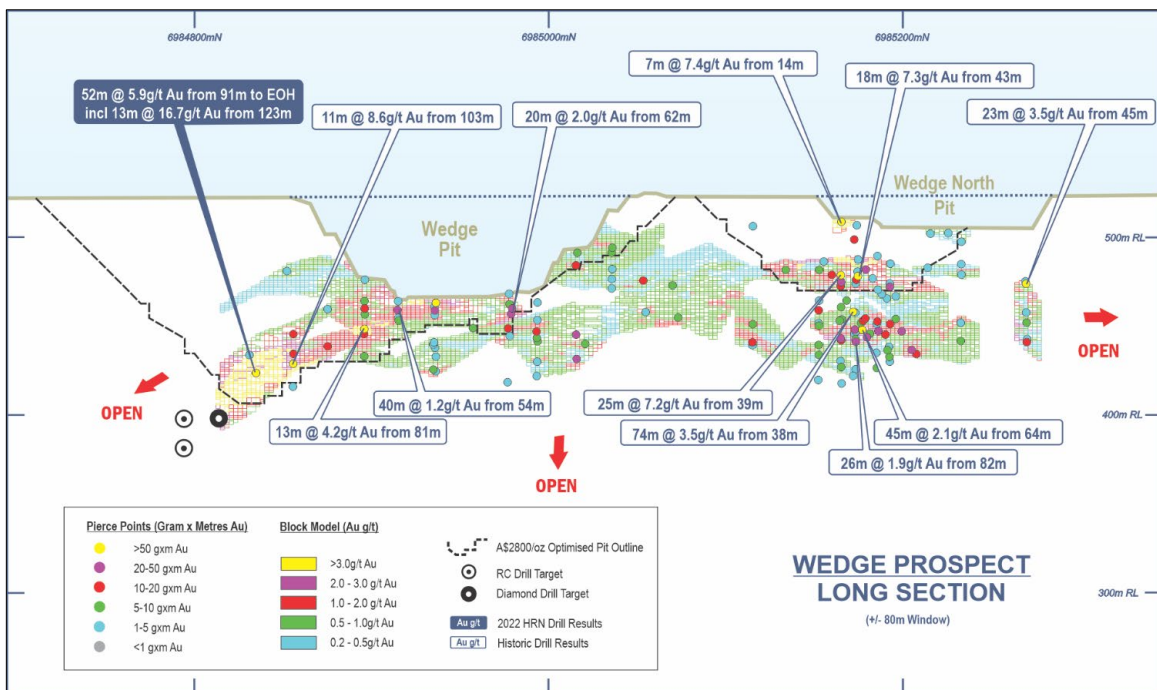 6984800mN
6985000mN
6985200mN
7m @ 7.4g/t Au from 14m
18m @ 7.3g/t Au from 43m
52m @ 5.9g/t Au from 91m to EOH
incl 13m @ 16.7g/t Au from 123m
11m @ 8.6g/t Au from 103m
20m @ 2.0g/t Au from 62m
23m @ 3.5g/t Au from 45m
Wedge North
Pit
Wedge
Pit
500m RL
OPEN
OPEN
40m @ 1.2g/t Au from 54m
25m @ 7.2g/t Au from 39m
400m RL
13m @ 4.2g/t Au from 81m
74m @ 3.5g/t Au from 38m
45m @ 2.1g/t Au from 64m
26m @ 1.9g/t Au from 82m
OPEN
Pierce Points (Gram x Metres Au)
>50 gxm Au
20-50 gxm Au
10-20 gxm Au
5-10 gxm Au
1-5 gxm Au
<1 gxm Au
Block Model (Au g/t)
>3.0g/t Au
2.0 - 3.0 g/t Au
1.0 - 2.0 g/t Au
0.5 - 1.0g/t Au
0.2 - 0.5g/t Au
A$2800/oz Optimised Pit Outline
RC Drill Target
Diamond Drill Target
Au g/t 2022 HRN Drill Results
Au g/t Historic Drill Results
WEDGE PROSPECT
LONG SECTION
(+/- 80m Window)
300m RL